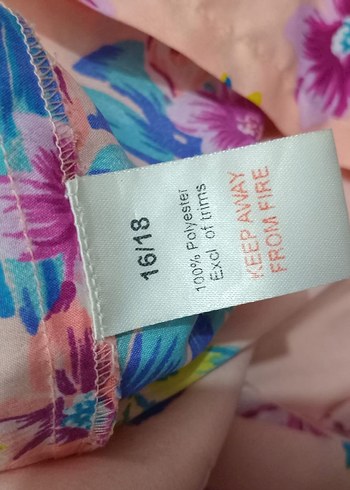 16/18
100% Polyester
Excl of trims
KEEP AWAY
FROM FIRE